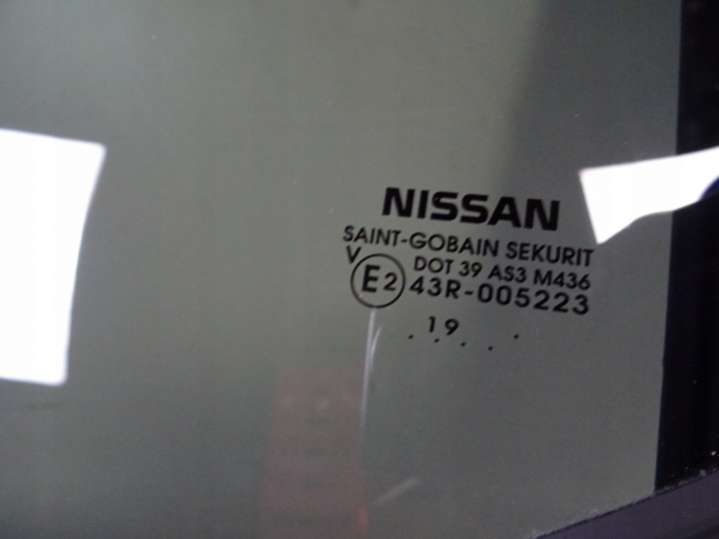 NISSAN
SAINT-GOBAIN SEKURIT
V DOT 39 AS3 M436
E2 43R-005223
19